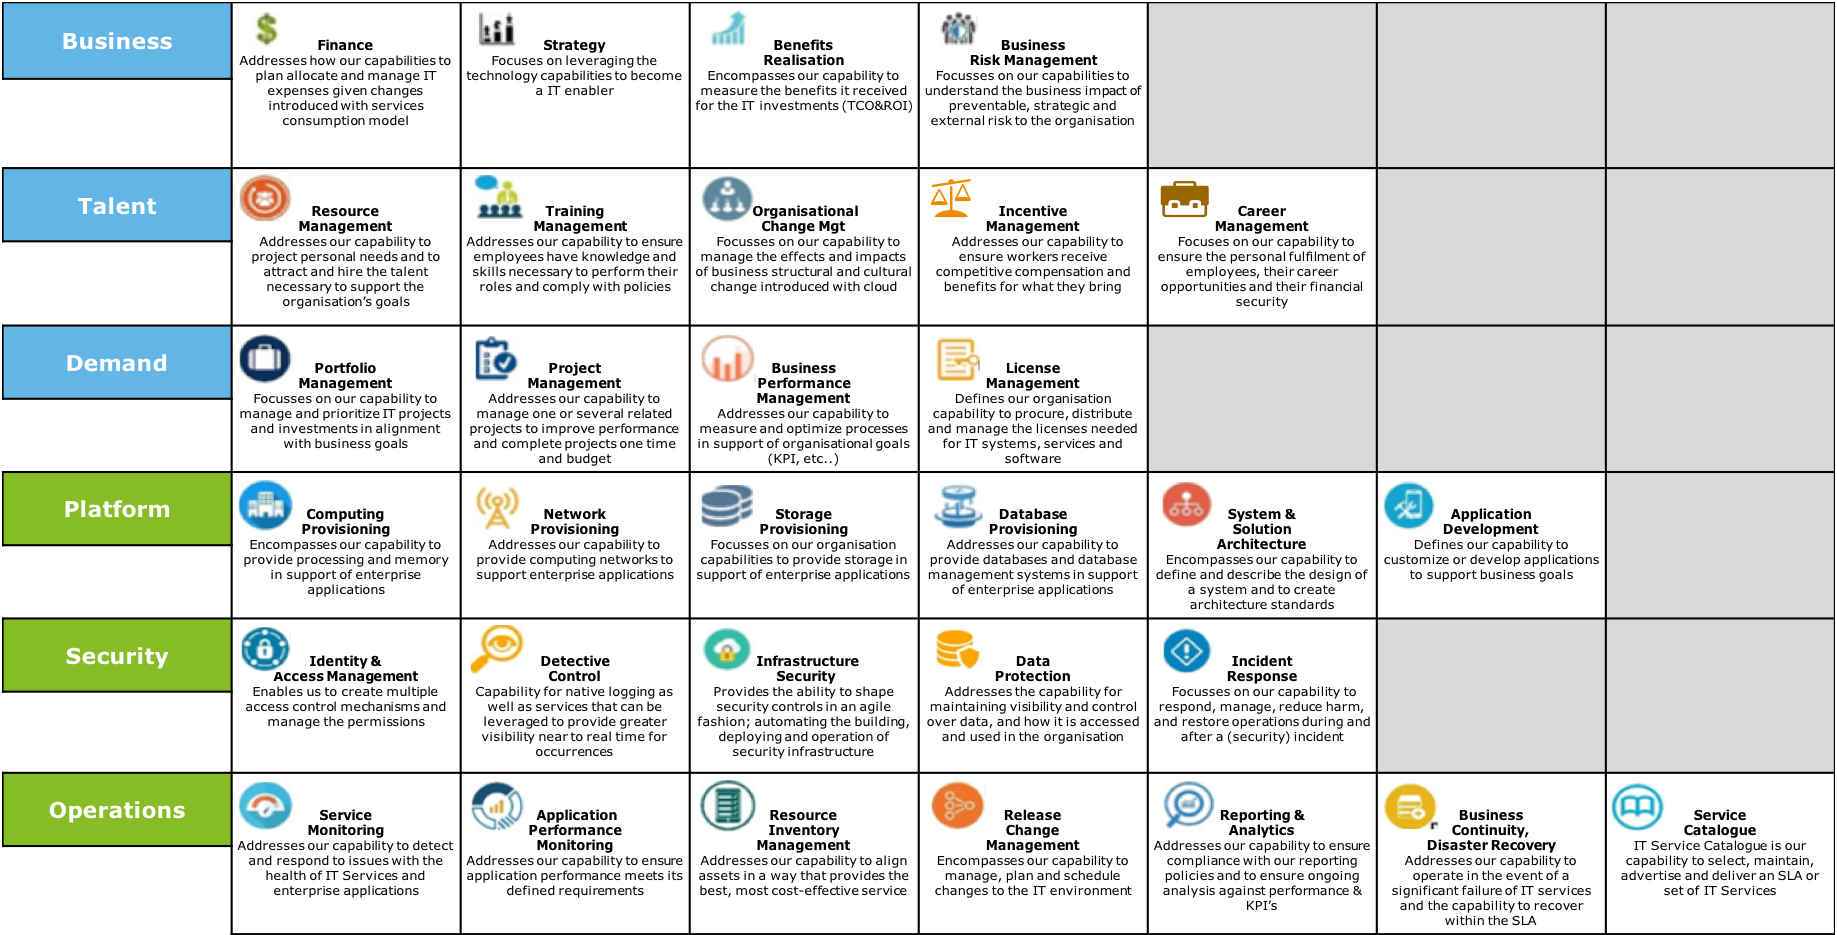 Business
Finance
Addresses how our capabilities to
plan allocate and manage IT
expenses given changes
introduced with services
consumption model
Strategy
Focuses on leveraging the
technology capabilities to become
a IT enabler
Benefits
Realisation
Encompasses our capability to
measure the benefits it received
for the IT investments (TCO&ROI)
Business
Risk Management
Focusses on our capabilities to
understand the business impact of
preventable, strategic and
external risk to the organisation
Talent
Resource
Management
Addresses our capability to
project personal needs and to
attract and hire the talent
necessary to support the
organisation's goals
Training
Management
Addresses our capability to ensure
employees have knowledge and
skills necessary to perform their
roles and comply with policies
Organisational
Change Mgt
Focusses on our capability to
manage the effects and impacts
of business structural and cultural
change introduced with cloud
Incentive
Management
Addresses our capability to
ensure workers receive
competitive compensation and
benefits for what they bring
Career
Management
Focuses on our capability to
ensure the personal fulfilment of
employees, their career
opportunities and their financial
security
Demand
Portfolio
Management
Focusses on our capability to
manage and prioritize IT projects
and investments in alignment
with business goals
Project
Management
Addresses our capability to
manage one or several related
projects to improve performance
and complete projects one time
and budget
Business
Performance
Management
Addresses our capability to
measure and optimize processes
in support of organisational goals
(KPI, etc..)
License
Management
Defines our organisation
capability to procure, distribute
and manage the licenses needed
for IT systems, services and
software
Platform
Computing
Provisioning
Encompasses our capability to
provide processing and memory
in support of enterprise
applications
Network
Provisioning
Addresses our capability to
provide computing networks to
support enterprise applications
Storage
Provisioning
Focusses on our organisation
capabilities to provide storage in
support of enterprise applications
Database
Provisioning
Addresses our capability to
provide databases and database
management systems in support
of enterprise applications
System &
Solution
Architecture
Encompasses our capability to
define and describe the design of
a system and to create
architecture standards
Application
Development
Defines our capability to
customize or develop applications
to support business goals
Security
Identity &
Access Management
Enables us to create multiple
access control mechanisms and
manage the permissions
Detective
Control
Capability for native logging as
well as services that can be
leveraged to provide greater
visibility near to real time for
occurrences
Infrastructure
Security
Provides the ability to shape
security controls in an agile
fashion; automating the building,
deploying and operation of
security infrastructure
Data
Protection
Addresses the capability for
maintaining visibility and control
over data, and how it is accessed
and used in the organisation
Incident
Response
Focusses on our capability to
respond, manage, reduce harm,
and restore operations during and
after a (security) incident
Operations
Service
Monitoring
Addresses our capability to detect
and respond to issues with the
health of IT Services and
enterprise applications
Application
Performance
Monitoring
Addresses our capability to ensure
application performance meets its
defined requirements
Resource
Inventory
Management
Addresses our capability to align
assets in a way that provides the
best, most cost-effective service
Release
Change
Management
Encompasses our capability to
manage, plan and schedule
changes to the IT environment
Reporting &
Analytics
Addresses our capability to ensure
compliance with our reporting
policies and to ensure ongoing
analysis against performance &
KPI's
Business
Continuity,
Disaster Recovery
Addresses our capability to
operate in the event of a
significant failure of IT services
and the capability to recover
within the SLA
Service
Catalogue
IT Service Catalogue is our
capability to select, maintain,
advertise and deliver an SLA or
set of IT Services